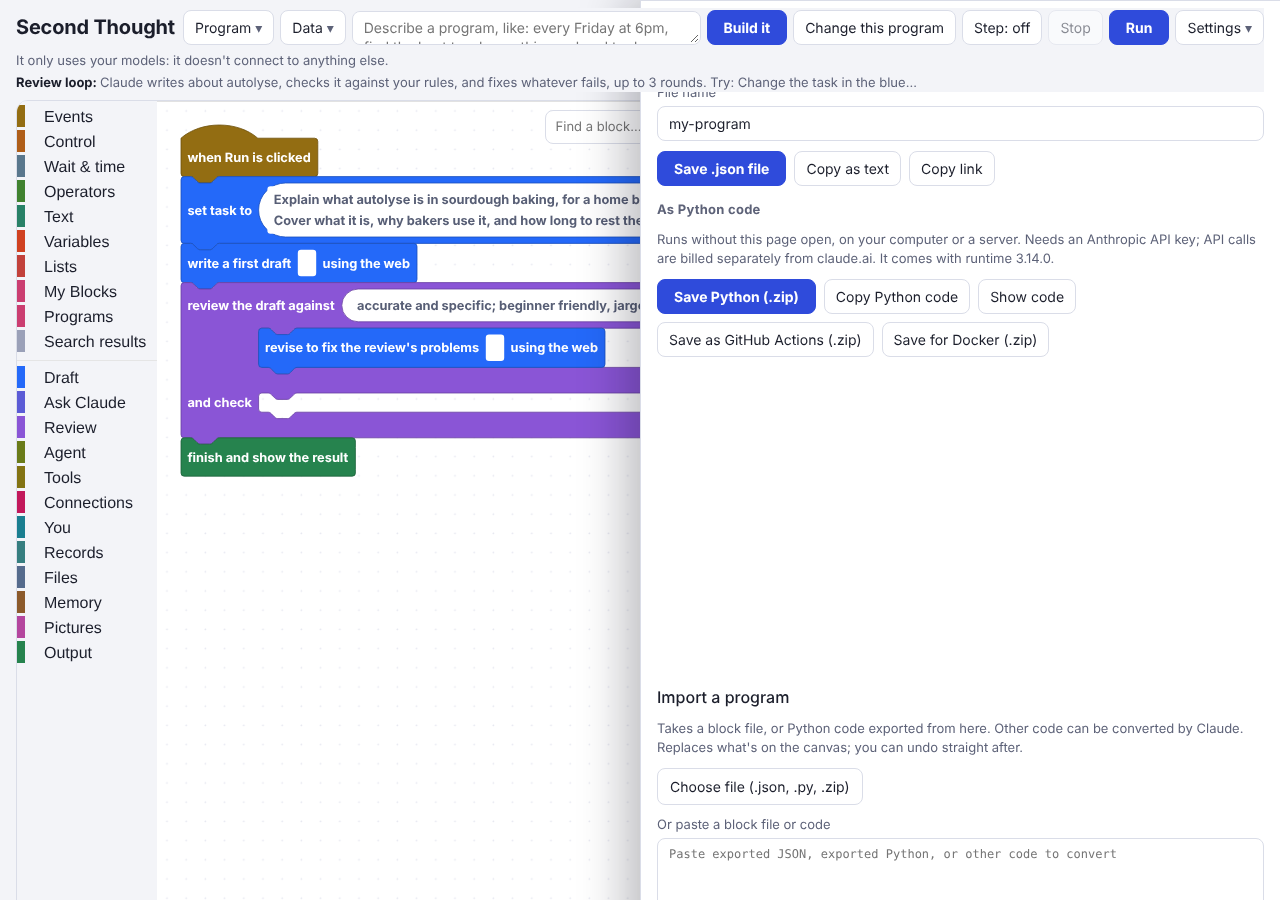 Second Thought
Program ▾
Data ▾
Describe a program, like: every Friday at 6pm,
Build it
Change this program
Step: off
Stop
Run
Settings ▾
It only uses your models: it doesn't connect to anything else.
Review loop: Claude writes about autolyse, checks it against your rules, and fixes whatever fails, up to 3 rounds. Try: Change the task in the blue...
Events
Control
Wait & time
Operators
Text
Variables
Lists
My Blocks
Programs
Search results
Draft
Ask Claude
Review
Agent
Tools
Connections
You
Records
Files
Memory
Pictures
Output
Find a block...
when Run is clicked
set task to
Explain what autolyse is in sourdough baking, for a home b
Cover what it is, why bakers use it, and how long to rest the
write a first draft using the web
review the draft against accurate and specific; beginner friendly, jarg
revise to fix the review's problems using the web
and check
finish and show the result
File name
my-program
Save .json file
Copy as text
Copy link
As Python code
Runs without this page open, on your computer or a server. Needs an Anthropic API key; API calls
are billed separately from claude.ai. It comes with runtime 3.14.0.
Save Python (.zip)
Copy Python code
Show code
Save as GitHub Actions (.zip)
Save for Docker (.zip)
Import a program
Takes a block file, or Python code exported from here. Other code can be converted by Claude.
Replaces what's on the canvas; you can undo straight after.
Choose file (.json, .py, .zip)
Or paste a block file or code
Paste exported JSON, exported Python, or other code to convert